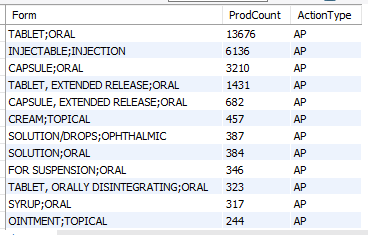 Form ProdCount ActionType
TABLET;ORAL 13676 AP
INJECTABLE;INJECTION 6136 AP
CAPSULE;ORAL 3210 AP
TABLET, EXTENDED RELEASE;ORAL 1431 AP
CAPSULE, EXTENDED RELEASE;ORAL 682 AP
CREAM;TOPICAL 457 AP
SOLUTION/DROPS;OPHTHALMIC 387 AP
SOLUTION;ORAL 384 AP
FOR SUSPENSION;ORAL 346 AP
TABLET, ORALLY DISINTEGRATING;ORAL 323 AP
SYRUP;ORAL 317 AP
OINTMENT;TOPICAL 244 AP